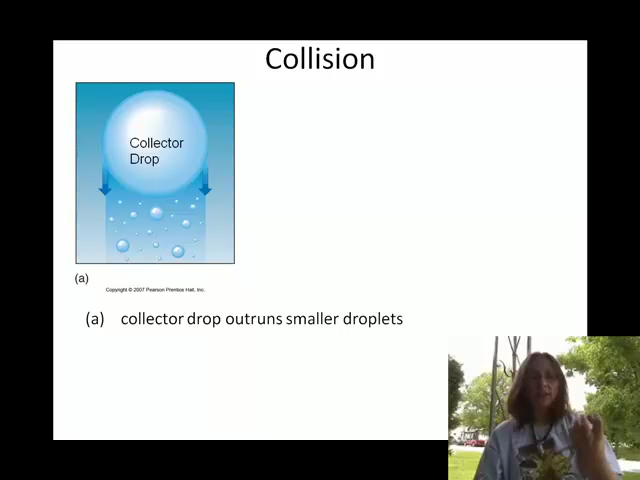 Collision
Collector
Drop
(a)
Copyright © 2007 Pearson Prentice Hall, Inc.
(a) collector drop outruns smaller droplets